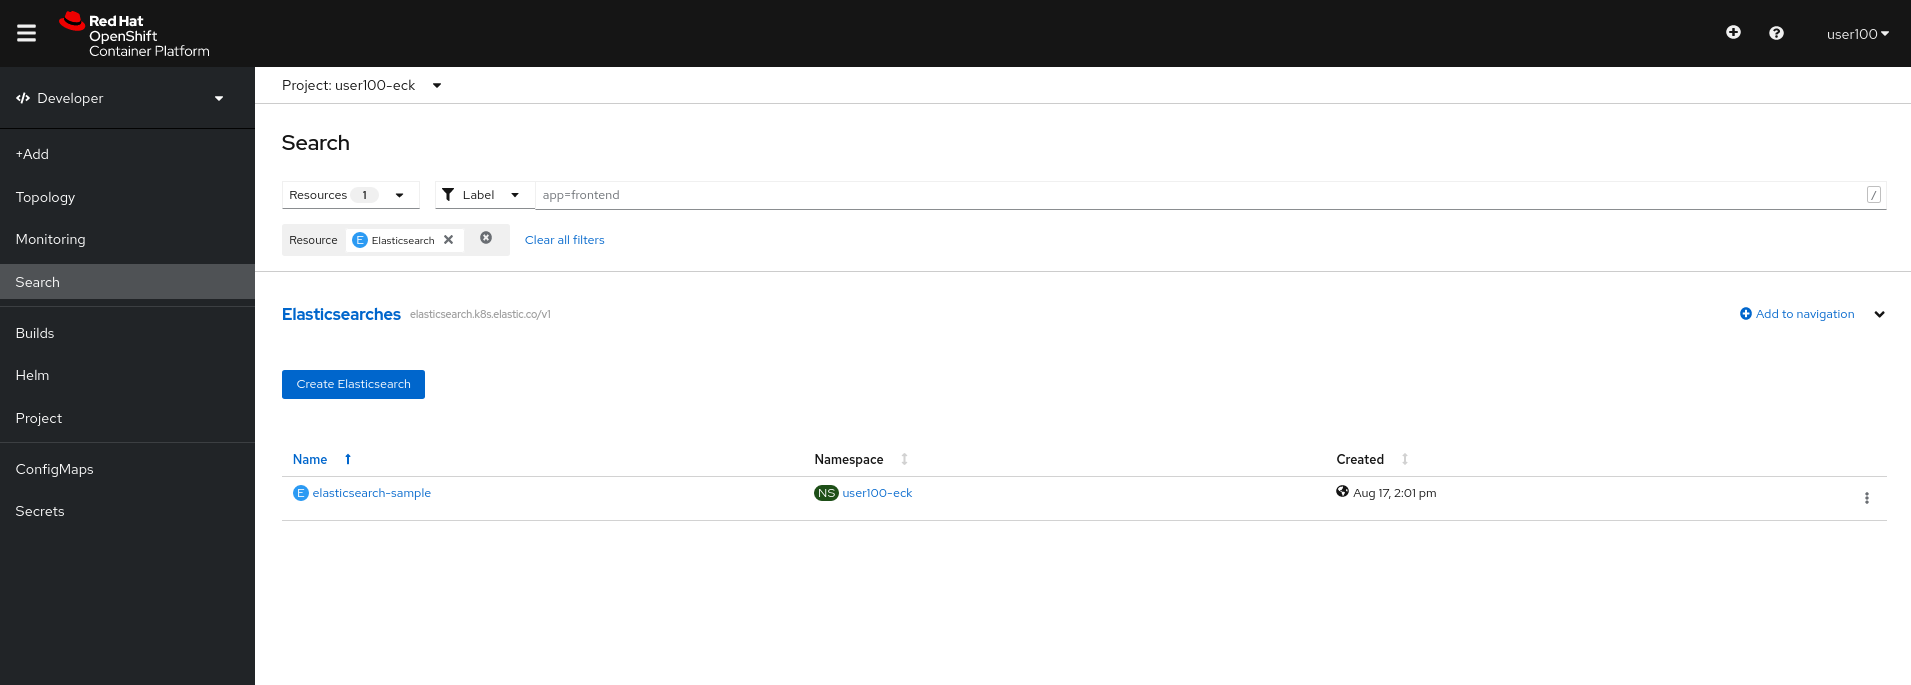 Red Hat
OpenShift
Container Platform
user100
Developer
+Add
Topology
Monitoring
Search
Builds
Helm
Project
ConfigMaps
Secrets
Project: user100-eck
Search
Resources 1
Label
app=frontend
/
Resource E Elasticsearch
Clear all filters
Elasticsearches elasticsearch.k8s.elastic.co/v1
Add to navigation
Create Elasticsearch
Name Namespace Created
E elasticsearch-sample NS user100-eck Aug 17, 2:01 pm